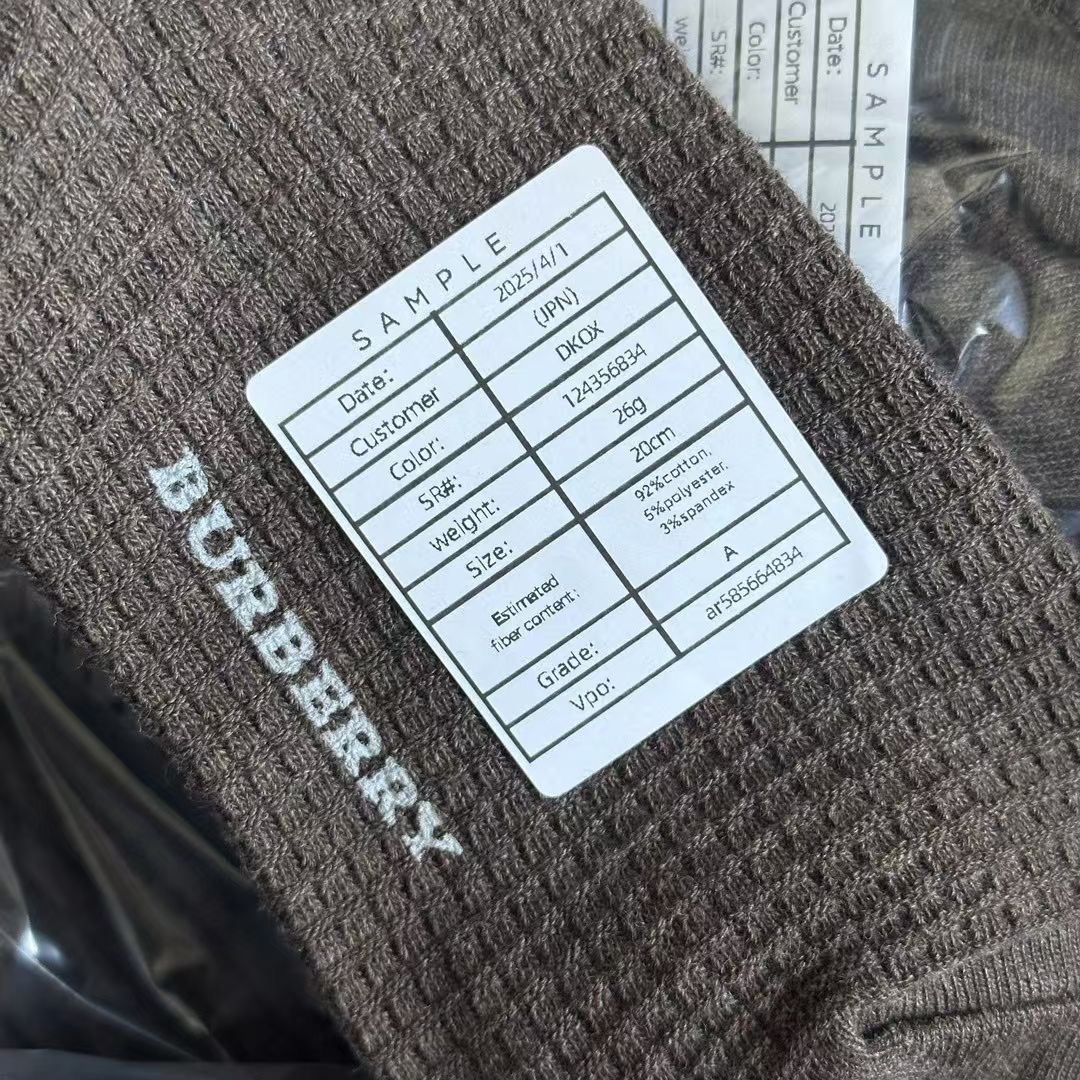 SAMPLE
Date: 2025/4/1
Customer (JPN)
Color: DKOX
SR#: 124356834
weight: 26g
Size: 20cm
Estimated
fiber content:
92%cotton,
5%polyester,
3%spandex
Grade: A
Vpo: ar585664834
BURBERRY
SAMPLE
Date:
Customer
Color:
SR#: